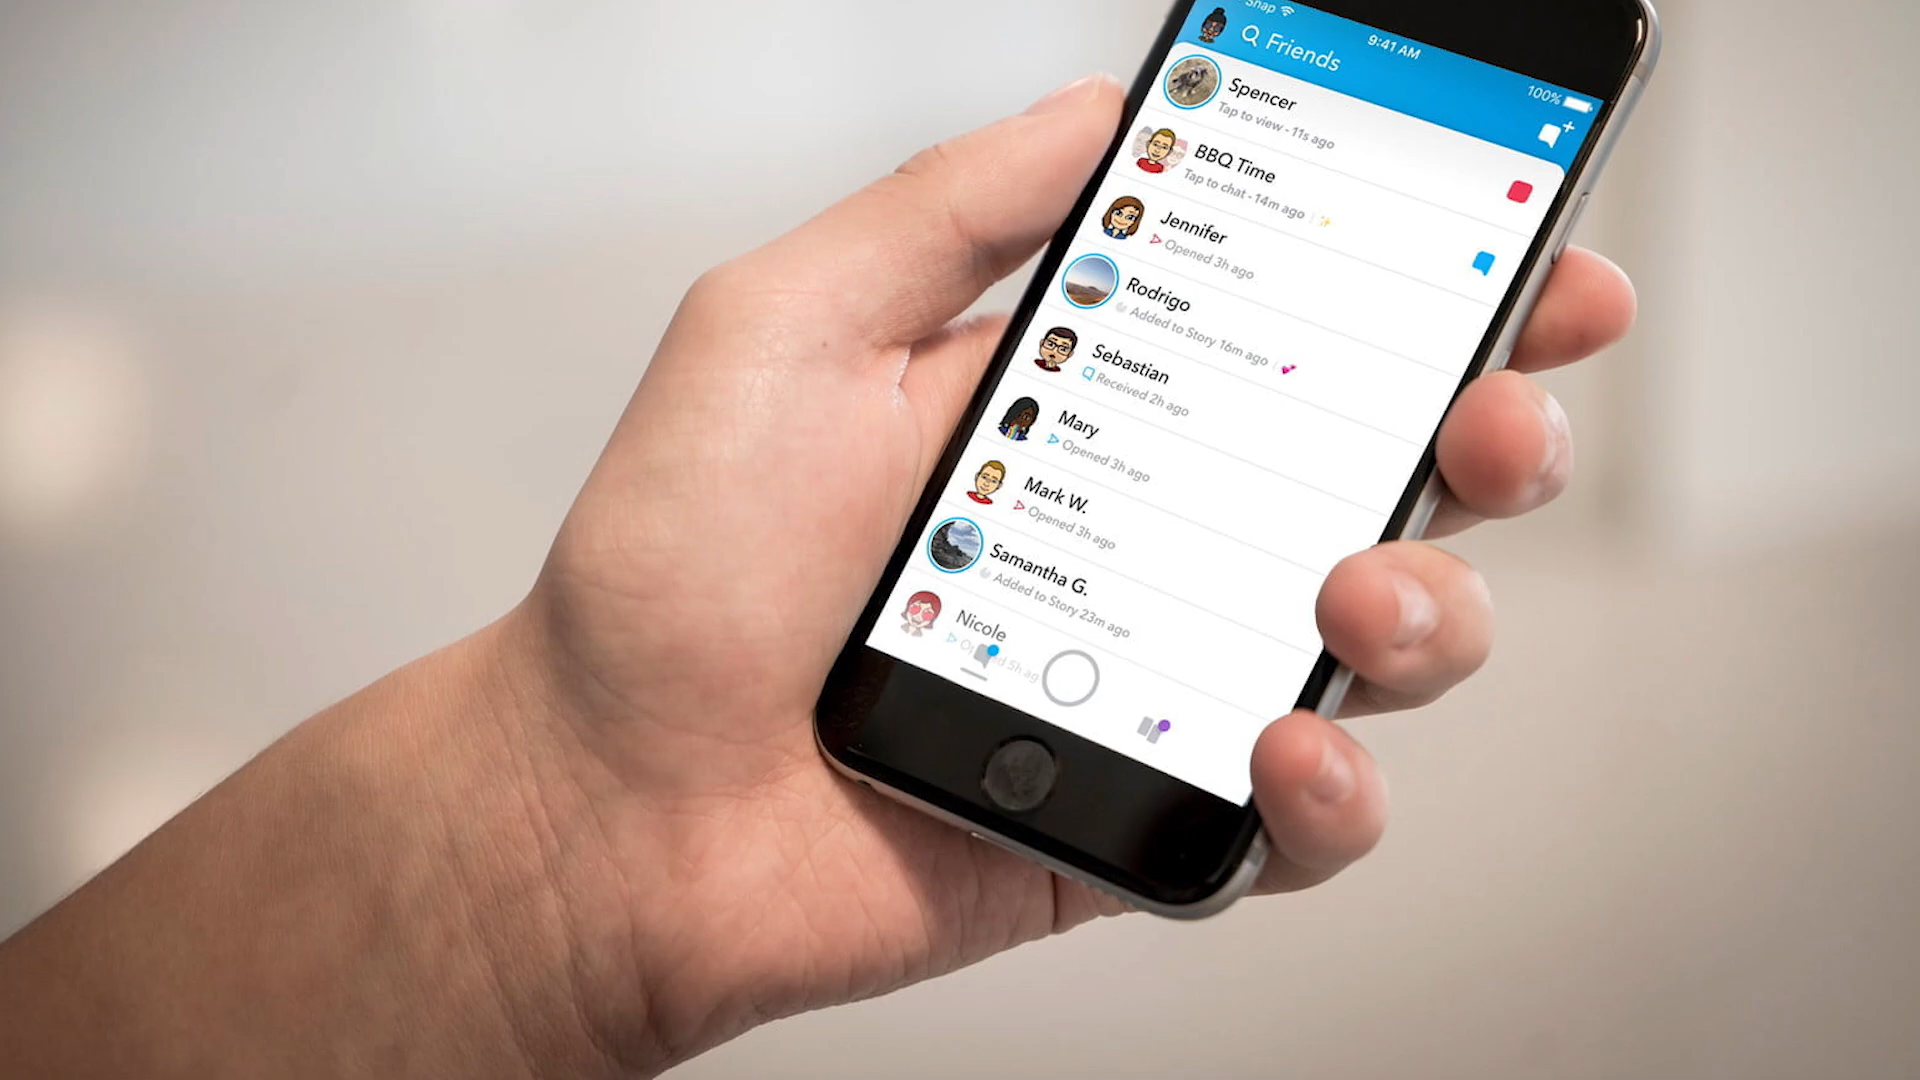 Snap
9:41 AM
100%
Friends
Spencer
Tap to view - 11s ago
BBQ Time
Tap to chat - 14m ago
Jennifer
Opened 3h ago
Rodrigo
Added to Story 16m ago
Sebastian
Received 2h ago
Mary
Opened 3h ago
Mark W.
Opened 3h ago
Samantha G.
Added to Story 23m ago
Nicole
5h ag